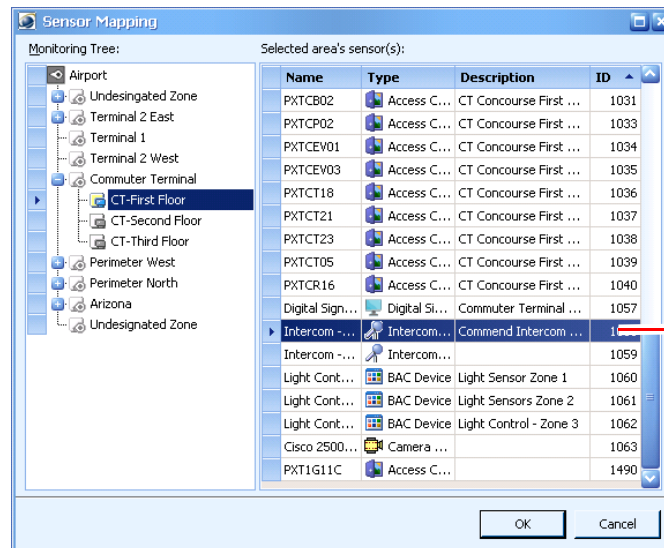 Sensor Mapping
Monitoring Tree:
Selected area's sensor(s):
Airport
Undesingated Zone
Terminal 2 East
Terminal 1
Terminal 2 West
Commuter Terminal
CT-First Floor
CT-Second Floor
CT-Third Floor
Perimeter West
Perimeter North
Arizona
Undesignated Zone
Name Type Description ID
PXTCB02 Access C... CT Concourse First ... 1031
PXTCP02 Access C... CT Concourse First ... 1033
PXTCEV01 Access C... CT Concourse First ... 1034
PXTCEV03 Access C... CT Concourse First ... 1035
PXTCT18 Access C... CT Concourse First ... 1036
PXTCT21 Access C... CT Concourse First ... 1037
PXTCT23 Access C... CT Concourse First ... 1038
PXTCT05 Access C... CT Concourse First ... 1039
PXTCR16 Access C... CT Concourse First ... 1040
Digital Sign... Digital Si... Commuter Terminal ... 1057
Intercom -... Intercom... Commend Intercom ...
Intercom -... Intercom... 1059
Light Cont... BAC Device Light Sensor Zone 1 1060
Light Cont... BAC Device Light Sensors Zone 2 1061
Light Cont... BAC Device Light Control - Zone 3 1062
Cisco 2500... Camera ... 1063
PXT1G11C Access C... 1490
OK Cancel